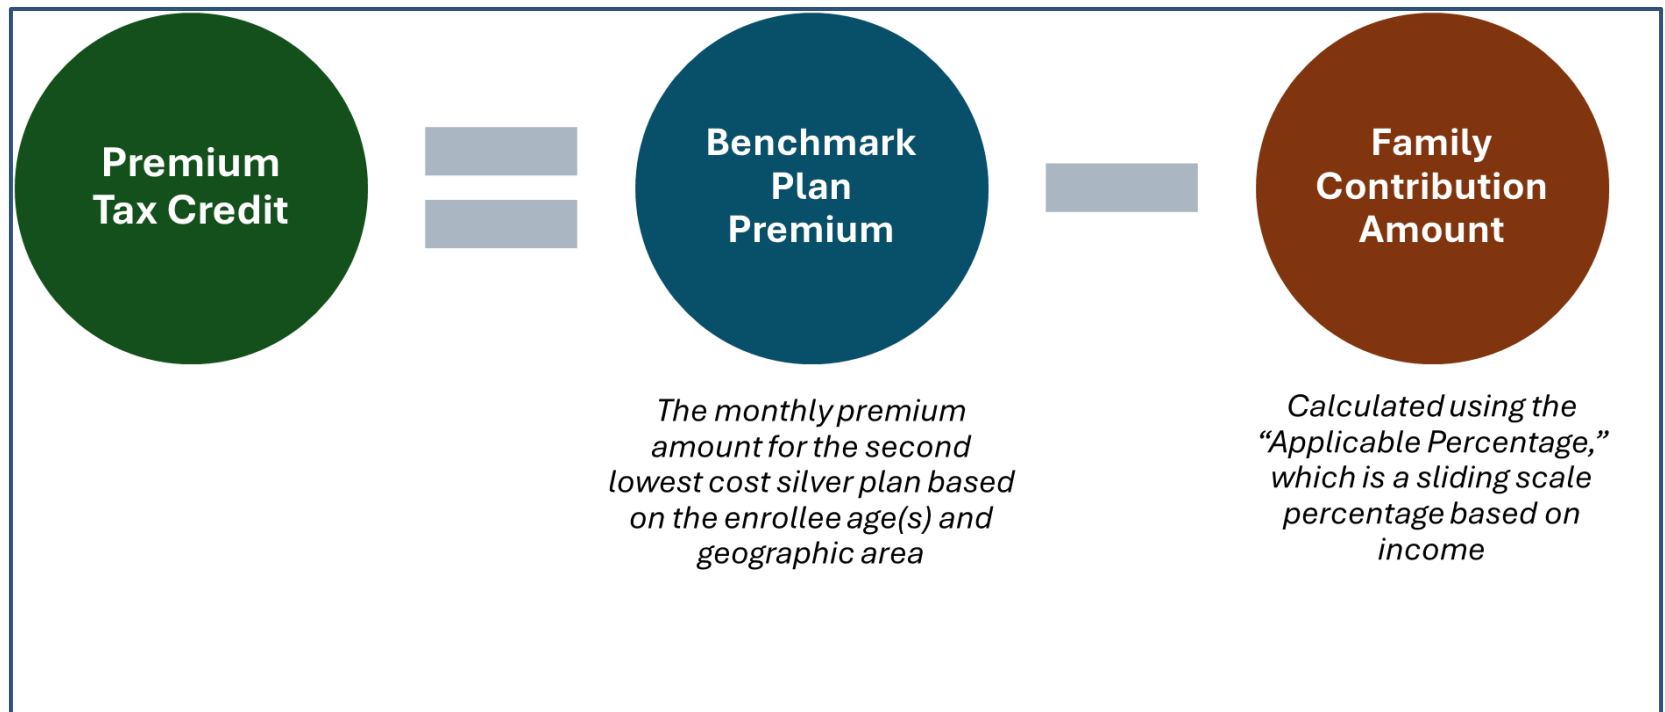 Premium
Tax Credit
Benchmark
Plan
Premium
Family
Contribution
Amount
The monthly premium
amount for the second
lowest cost silver plan based
on the enrollee age(s) and
geographic area
Calculated using the
“Applicable Percentage,”
which is a sliding scale
percentage based on
income